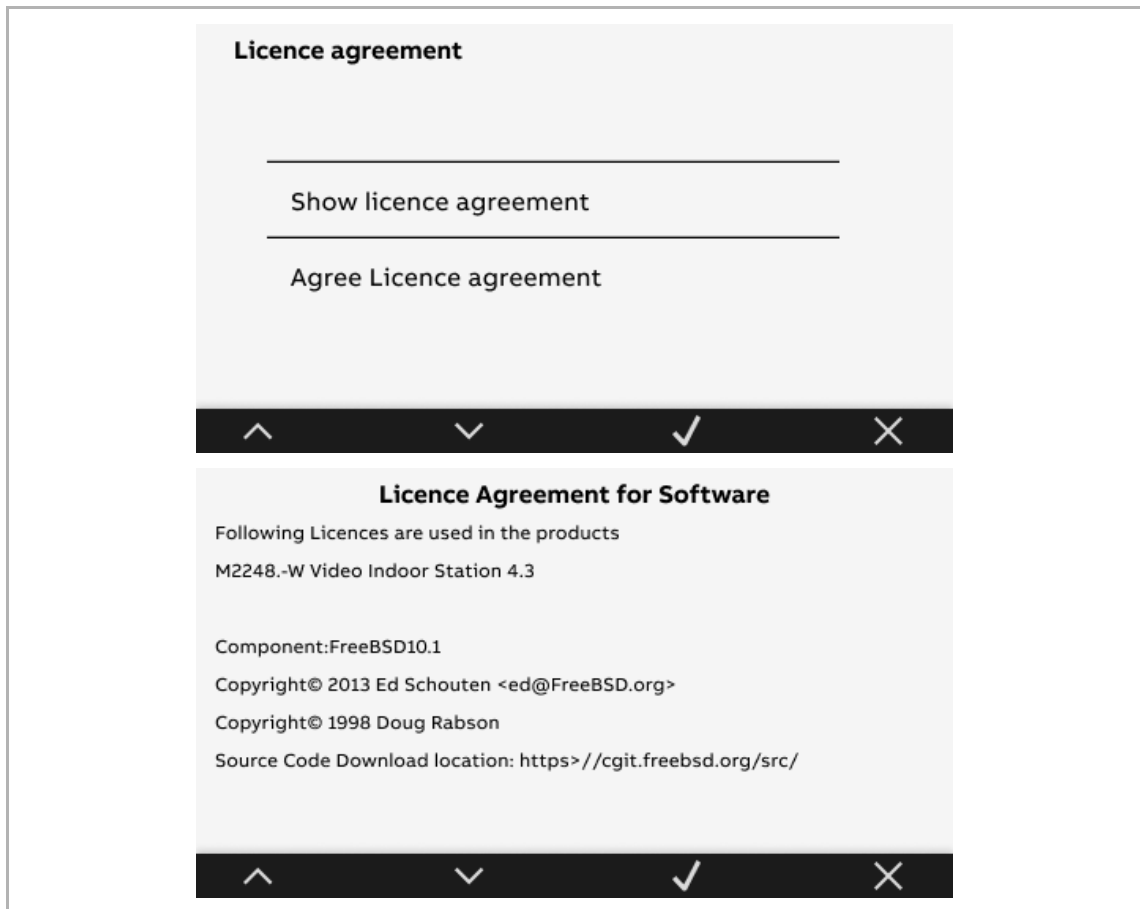 Licence agreement
Show licence agreement
Agree Licence agreement
Licence Agreement for Software
Following Licences are used in the products
M2248.-W Video Indoor Station 4.3
Component:FreeBSD10.1
Copyright© 2013 Ed Schouten <ed@FreeBSD.org>
Copyright© 1998 Doug Rabson
Source Code Download location: https>//cgit.freebsd.org/src/